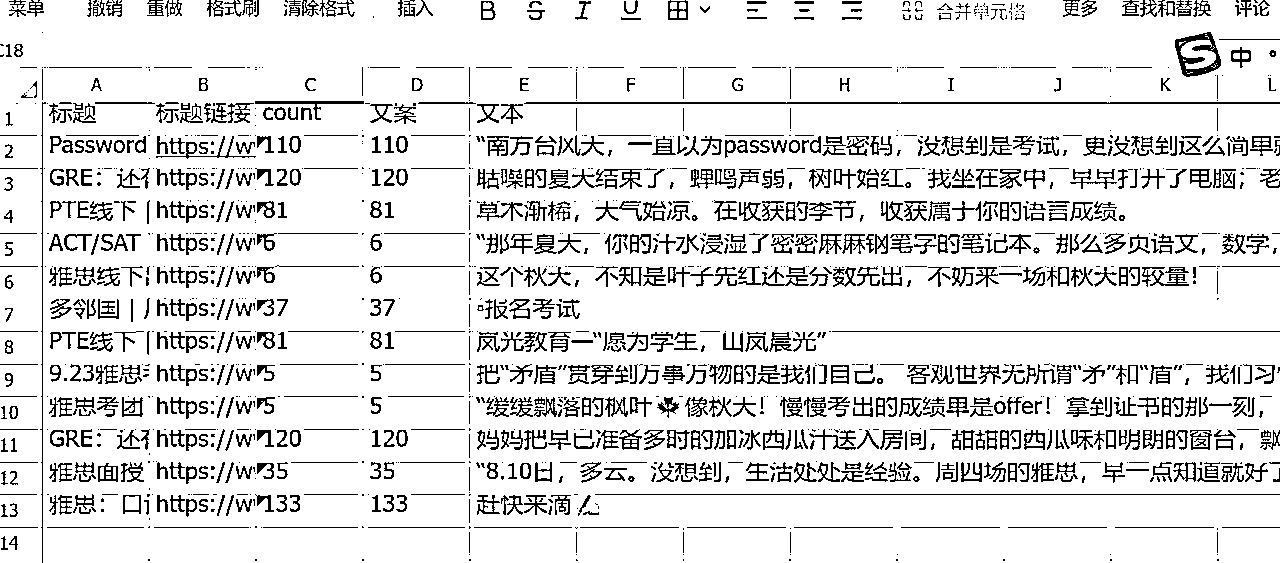 菜单 撤销 重做 格式刷 清除格式 插入 B S I U 合并单元格 更多 查找和替换 评论
C18
S 中
A B C D E F G H I J K L
1 标题 标题链接 count 文案 文本
2 Password https://w 110 110 “南方台风天，一直以为password是密码，没想到是考试，更没想到这么简单
3 GRE：还 https://w 120 120 聒噪的夏天结束了，蝉鸣声弱，树叶始红。我坐在家中，早早打开了电脑；老
4 PTE线下 | https://w 81 81 草木渐稀，天气始凉。在收获的季节，收获属于你的语言成绩。
5 ACT/SAT https://w 6 6 “那年夏天，你的汗水浸湿了密密麻麻钢笔字的笔记本。那么多页语文，数学，
6 雅思线下 https://w 6 6 这个秋天，不知是叶子先红还是分数先出，不妨来一场和秋天的较量！
7 多邻国 | https://w 37 37 报名考试
8 PTE线下 | https://w 81 81 岚光教育—“愿为学生，山岚晨光”
9 9.23雅思 https://w 5 5 把“矛盾”贯穿到万事万物的是我们自己。 客观世界无所谓“矛”和“盾”，我们习
10 雅思考团 https://w 5 5 “缓缓飘落的枫叶🍁像秋天！慢慢考出的成绩单是offer！拿到证书的那一刻，
11 GRE：还 https://w 120 120 妈妈把早已准备多时的加冰西瓜汁送入房间，甜甜的西瓜味和明朗的窗台，飘
12 雅思面授 https://w 35 35 “8.10日，多云。没想到，生活处处是经验。周四场的雅思，早一点知道就好了
13 雅思：口 https://w 133 133 赶快来滴
14